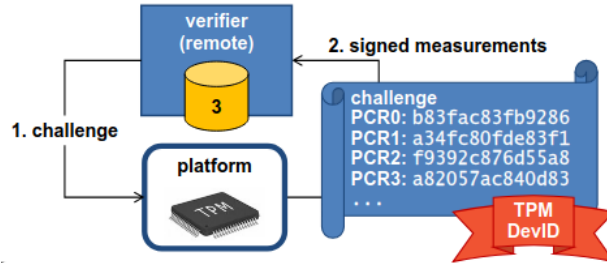 verifier
(remote)
3
2. signed measurements
1. challenge
platform
TPM
challenge
PCR0: b83fac83fb9286
PCR1: a34fc80fde83f1
PCR2: f9392c876d55a8
PCR3: a82057ac840d83
...
TPM
DevID